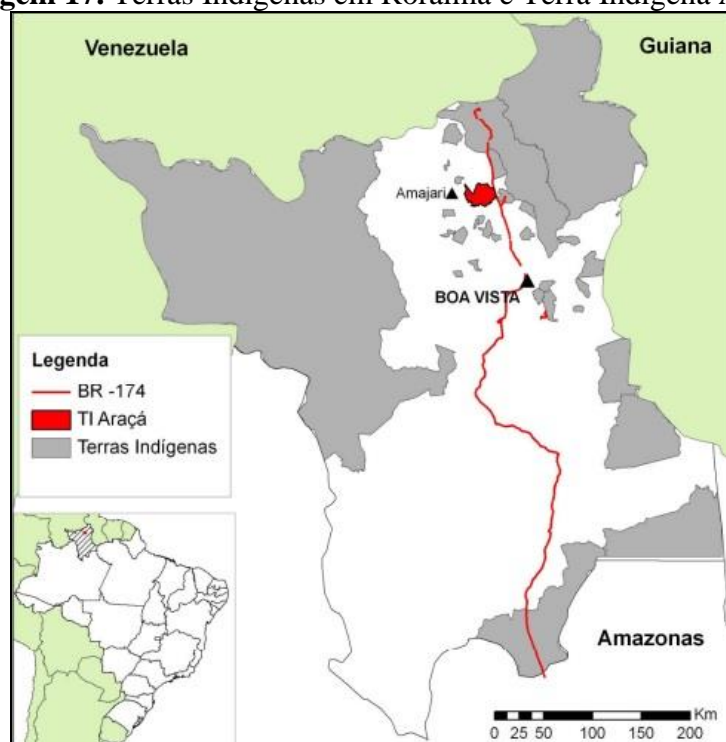 17. Terras Indígenas em Roraima e Terra Indígena
Venezuela
Guiana
Amajari
BOA VISTA
Legenda
BR -174
TI Araçá
Terras Indígenas
Amazonas
Km
0 25 50 100 150 200